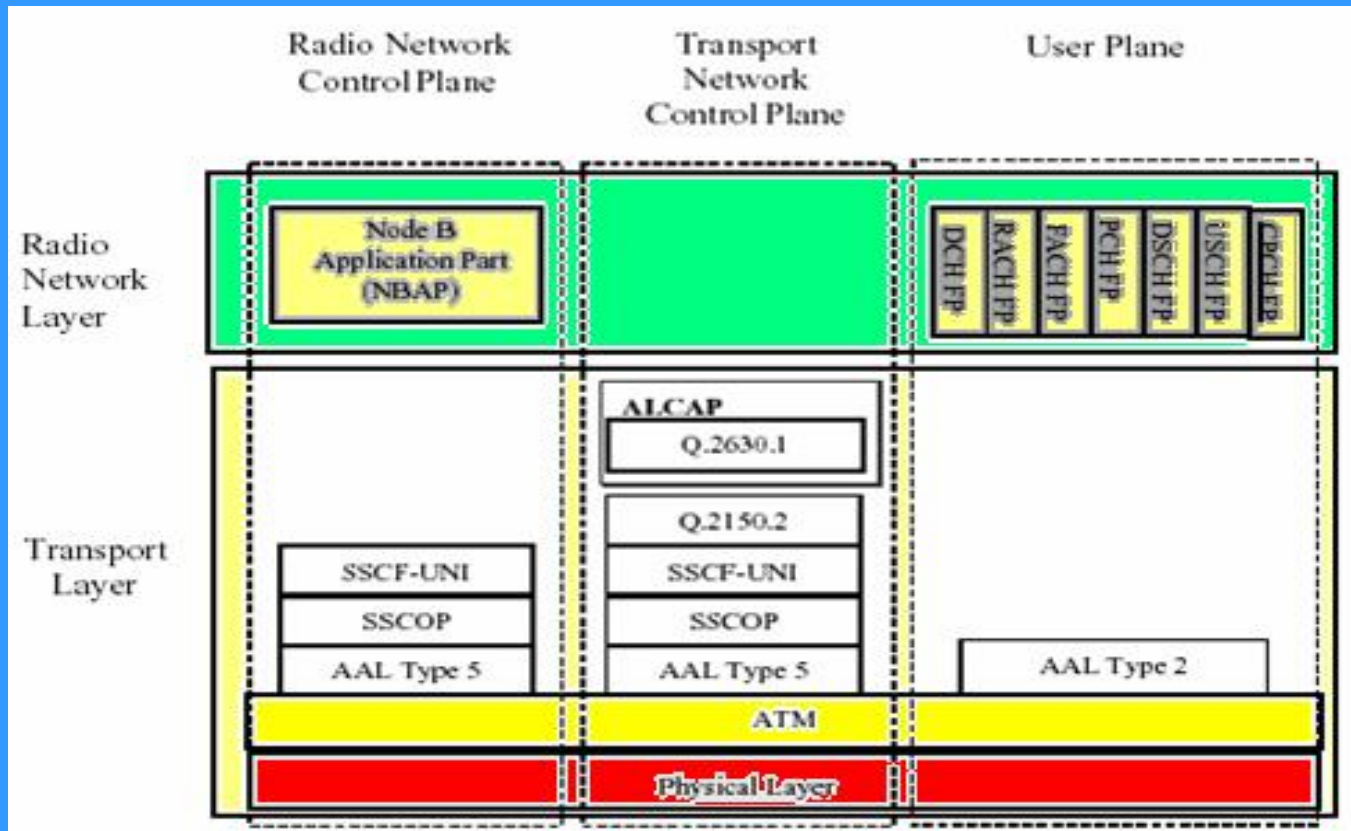 Radio Network
Control Plane
Transport
Network
Control Plane
User Plane
Radio
Network
Layer
Node B
Application Part
(NBAP)
DCH FP
RACH FP
FACH FP
PCH FP
DSCH FP
USCH FP
CPCH FP
Transport
Layer
SSCF-UNI
SSCOP
AAL Type 5
ALCAP
Q.2630.1
Q.2150.2
SSCF-UNI
SSCOP
AAL Type 5
AAL Type 2
ATM
Physical Layer